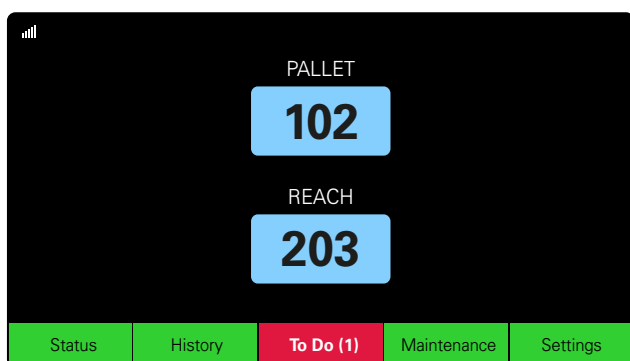 PALLET
102
REACH
203
Status History To Do (1) Maintenance Settings